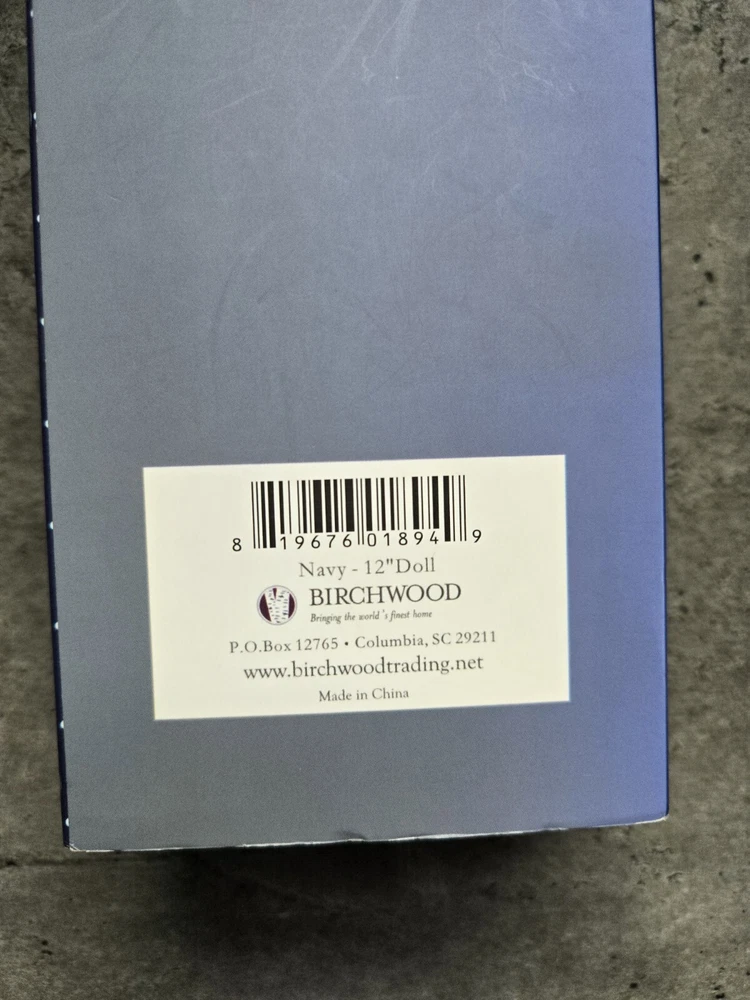 8 19676 01894 9
Navy - 12"Doll
BIRCHWOOD
Bringing the world's finest home
P.O.Box 12765 • Columbia, SC 29211
www.birchwoodtrading.net
Made in China